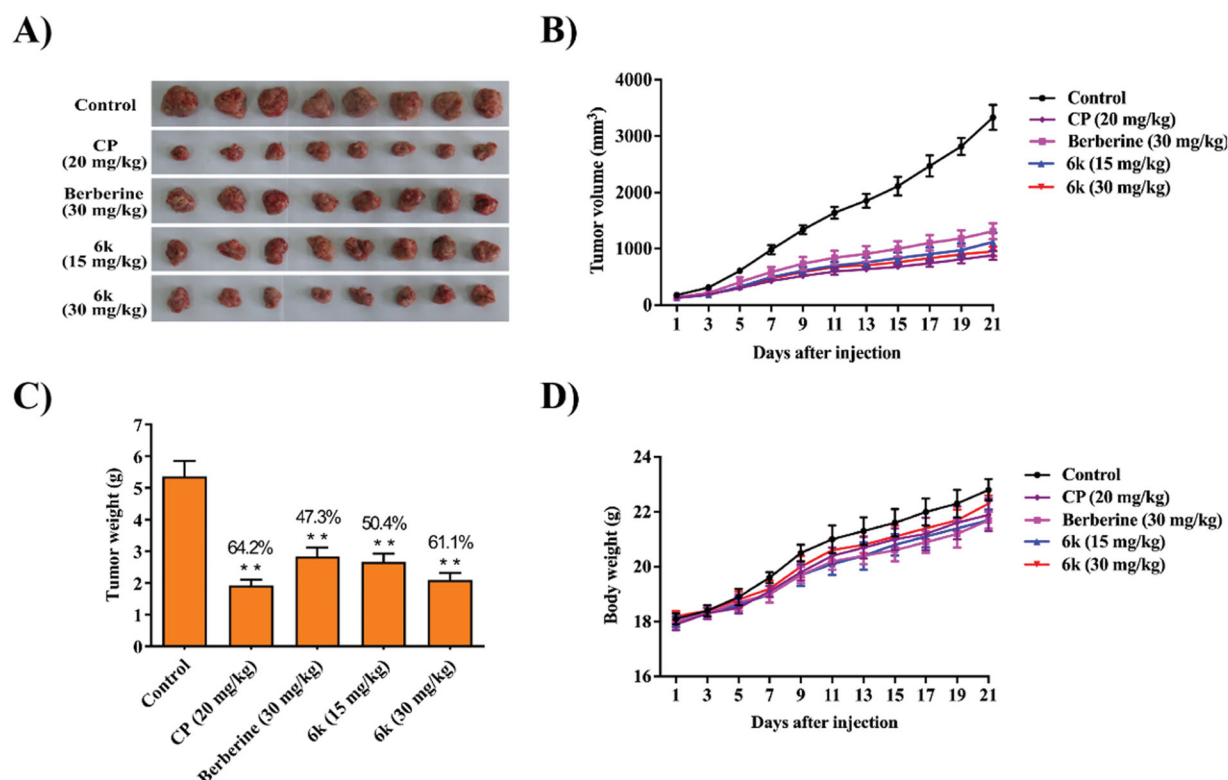 A)
Control
CP
(20 mg/kg)
Berberine
(30 mg/kg)
6k
(15 mg/kg)
6k
(30 mg/kg)
B)
4000
3000
2000
1000
0
Tumor volume (mm³)
1 3 5 7 9 11 13 15 17 19 21
Days after injection
Control
CP (20 mg/kg)
Berberine (30 mg/kg)
6k (15 mg/kg)
6k (30 mg/kg)
C)
7
6
5
4
3
2
1
0
Tumor weight (g)
64.2%
**
47.3%
**
50.4%
**
61.1%
**
Control
CP (20 mg/kg)
Berberine (30 mg/kg)
6k (15 mg/kg)
6k (30 mg/kg)
D)
24
22
20
18
16
Body weight (g)
1 3 5 7 9 11 13 15 17 19 21
Days after injection
Control
CP (20 mg/kg)
Berberine (30 mg/kg)
6k (15 mg/kg)
6k (30 mg/kg)